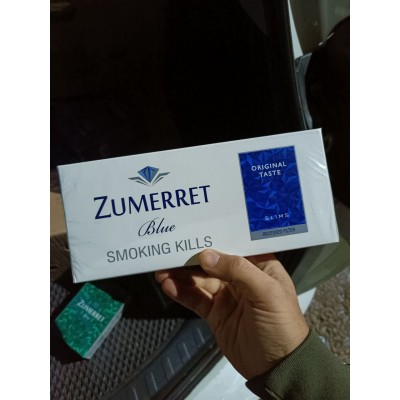 ZUMERRET
Blue
SMOKING KILLS
ORIGINAL
TASTE
SLIMS
ZUMERRET